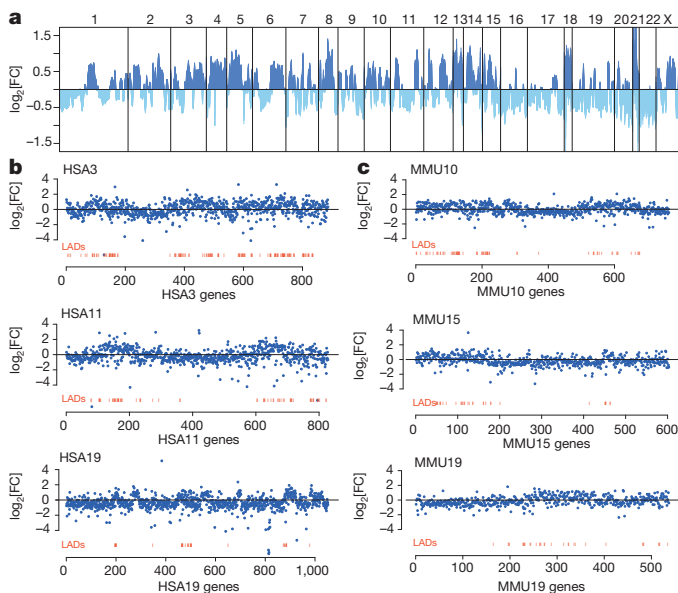 a
1 2 3 4 5 6 7 8 9 10 11 12 13 14 15 16 17 18 19 20 21 22 X
log2[FC]
1.5
0.5
−0.5
−1.5
b
HSA3
log2[FC]
4
2
0
−2
−4
LADs
0 200 400 600 800
HSA3 genes
HSA11
log2[FC]
4
2
0
−2
−4
LADs
0 200 400 600 800
HSA11 genes
HSA19
log2[FC]
4
2
0
−2
−4
LADs
0 200 400 600 800 1,000
HSA19 genes
c
MMU10
log2[FC]
4
2
0
−2
−4
LADs
0 200 600
MMU10 genes
MMU15
log2[FC]
4
2
0
−2
−4
LADs
0 100 200 300 400 500 600
MMU15 genes
MMU19
log2[FC]
4
2
0
−2
−4
LADs
0 100 200 300 400 500
MMU19 genes